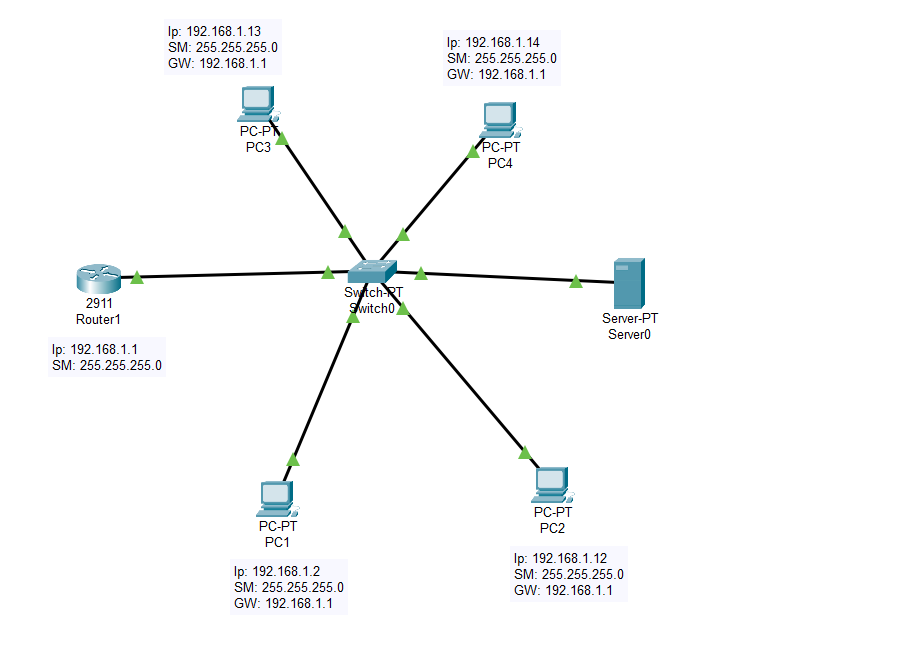 Ip: 192.168.1.13
SM: 255.255.255.0
GW: 192.168.1.1
Ip: 192.168.1.14
SM: 255.255.255.0
GW: 192.168.1.1
PC-PT
PC3
PC-PT
PC4
2911
Router1
Ip: 192.168.1.1
SM: 255.255.255.0
Switch-PT
Switch0
Server-PT
Server0
PC-PT
PC1
Ip: 192.168.1.2
SM: 255.255.255.0
GW: 192.168.1.1
PC-PT
PC2
Ip: 192.168.1.12
SM: 255.255.255.0
GW: 192.168.1.1